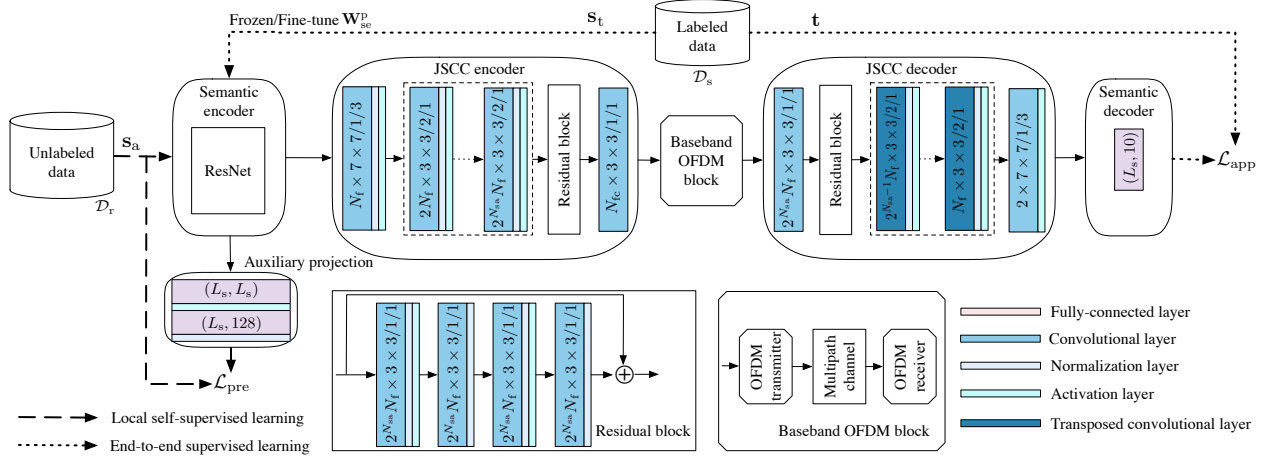 Frozen/Fine-tune W_se^p
s_t
Labeled
data
D_s
t
Unlabeled
data
D_r
s_a
Semantic
encoder
ResNet
JSCC encoder
N_f × 7 × 7/1/3
2N_f × 3 × 3/2/1
2^{N_sa} N_f × 3 × 3/2/1
Residual block
N_fc × 3 × 3/1/1
Baseband
OFDM
block
JSCC decoder
2^{N_sa} N_f × 3 × 3/1/1
Residual block
2^{N_sa−1} N_f × 3 × 3/2/1
N_f × 3 × 3/2/1
2 × 7 × 7/1/3
Semantic
decoder
(L_s, 10)
L_app
Auxiliary projection
(L_s, L_s)
(L_s, 128)
L_pre
Local self-supervised learning
End-to-end supervised learning
2^{N_sa} N_f × 3 × 3/1/1
2^{N_sa} N_f × 3 × 3/1/1
2^{N_sa} N_f × 3 × 3/1/1
2^{N_sa} N_f × 3 × 3/1/1
Residual block
OFDM
transmitter
Multipath
channel
OFDM
receiver
Baseband OFDM block
Fully-connected layer
Convolutional layer
Normalization layer
Activation layer
Transposed convolutional layer